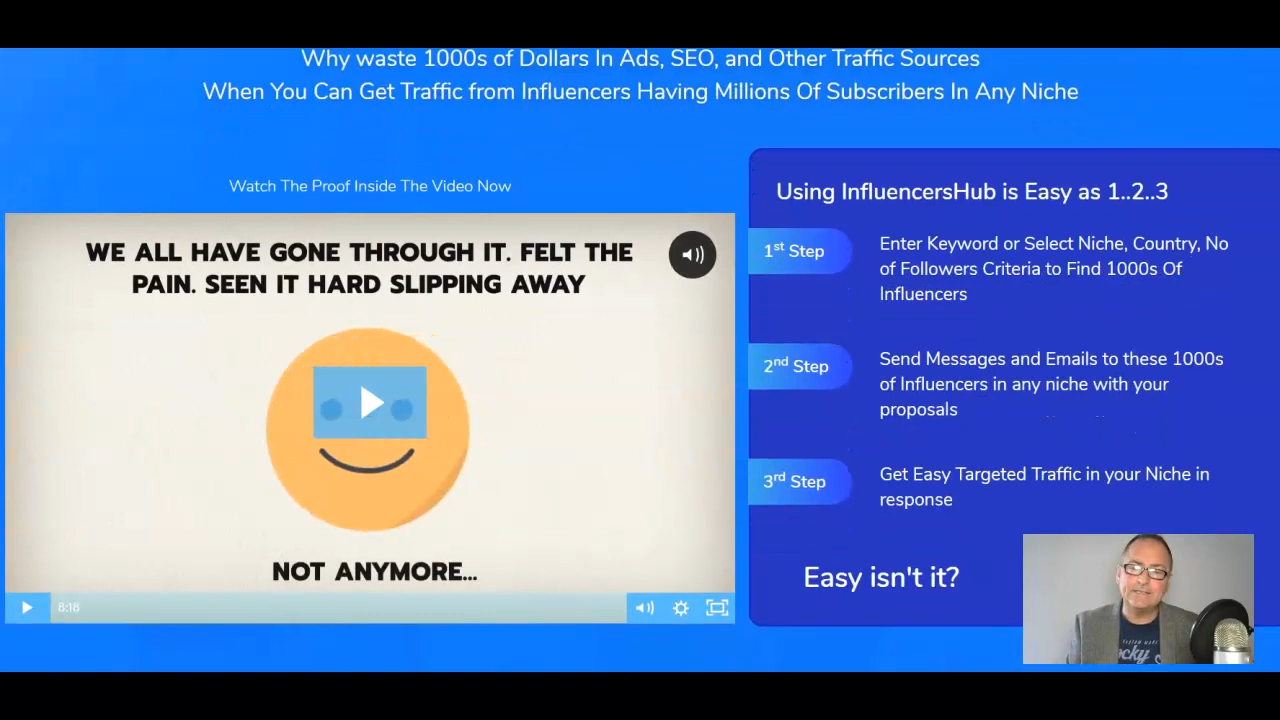 Why waste 1000s of Dollars In Ads, SEO, and Other Traffic Sources
When You Can Get Traffic from Influencers Having Millions Of Subscribers In Any Niche
Watch The Proof Inside The Video Now
WE ALL HAVE GONE THROUGH IT. FELT THE
PAIN. SEEN IT HARD SLIPPING AWAY
NOT ANYMORE...
8:18
Using InfluencersHub is Easy as 1..2..3
1st Step
Enter Keyword or Select Niche, Country, No
of Followers Criteria to Find 1000s Of
Influencers
2nd Step
Send Messages and Emails to these 1000s
of Influencers in any niche with your
proposals
3rd Step
Get Easy Targeted Traffic in your Niche in
response
Easy isn't it?